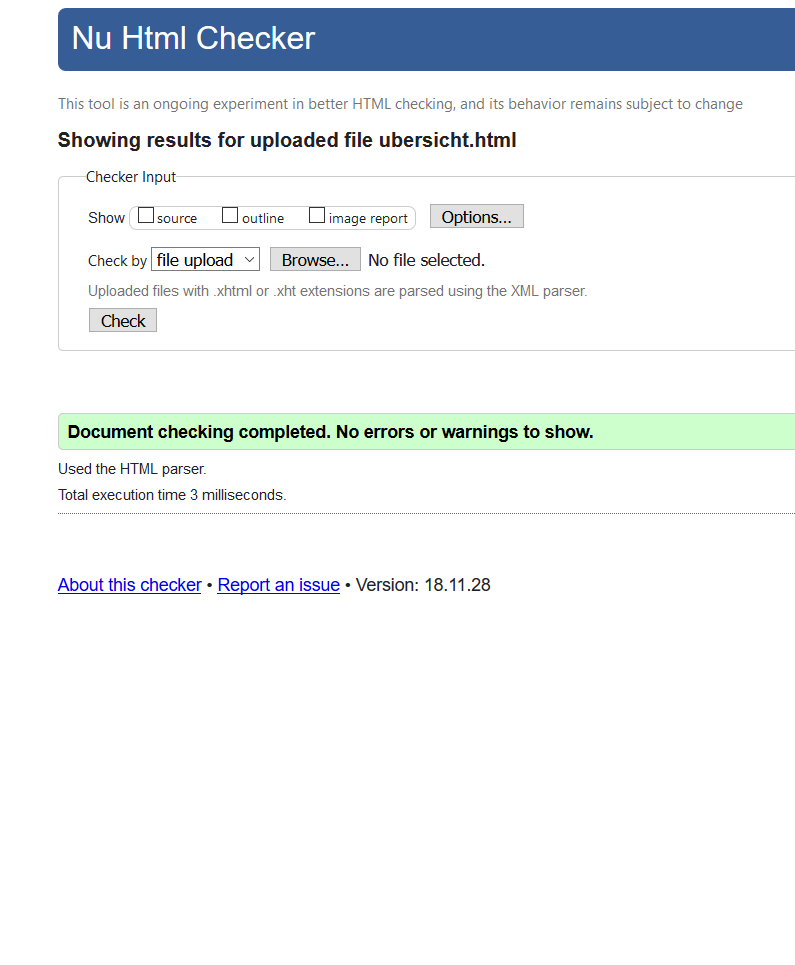 Nu Html Checker
This tool is an ongoing experiment in better HTML checking, and its behavior remains subject to change
Showing results for uploaded file ubersicht.html
Checker Input
Show source outline image report Options...
Check by file upload Browse... No file selected.
Uploaded files with .xhtml or .xht extensions are parsed using the XML parser.
Check
Document checking completed. No errors or warnings to show.
Used the HTML parser.
Total execution time 3 milliseconds.
About this checker • Report an issue • Version: 18.11.28